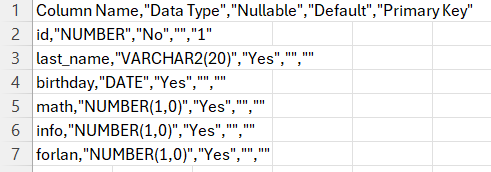 1 Column Name,"Data Type","Nullable","Default","Primary Key"
2 id,"NUMBER","No","","1"
3 last_name,"VARCHAR2(20)","Yes","",""
4 birthday,"DATE","Yes","",""
5 math,"NUMBER(1,0)","Yes","",""
6 info,"NUMBER(1,0)","Yes","",""
7 forlan,"NUMBER(1,0)","Yes","",""